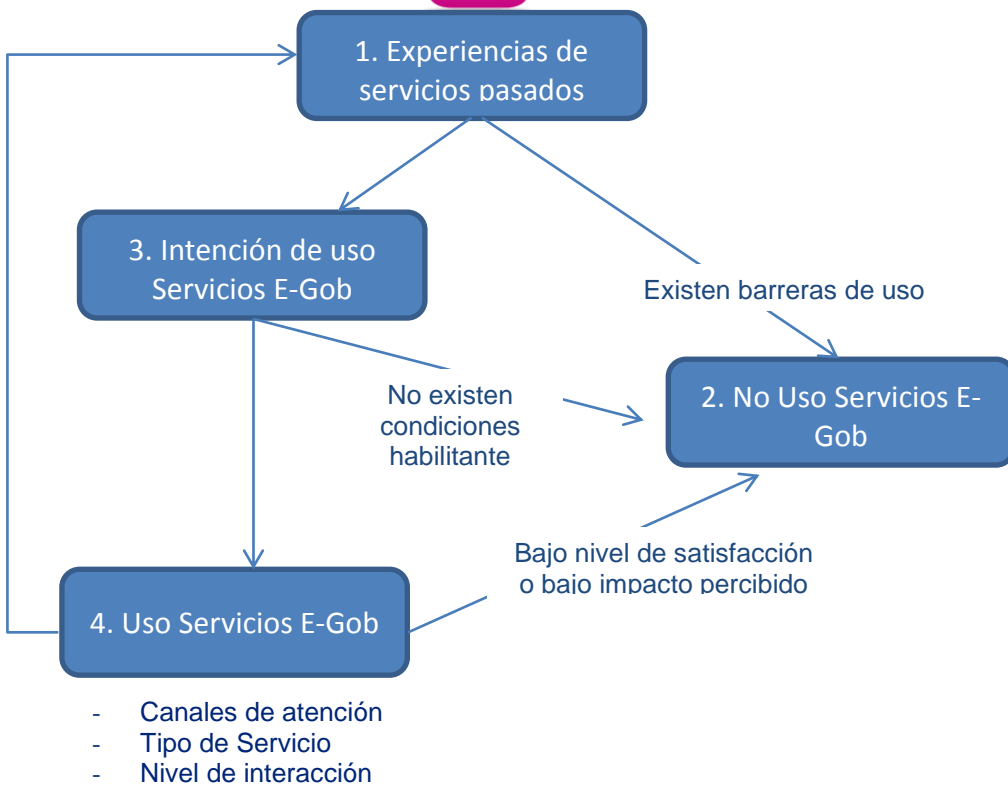 1. Experiencias de
servicios pasados
3. Intención de uso
Servicios E-Gob
Existen barreras de uso
No existen
condiciones
habilitante
2. No Uso Servicios E-
Gob
Bajo nivel de satisfacción
o bajo impacto percibido
4. Uso Servicios E-Gob
- Canales de atención
- Tipo de Servicio
- Nivel de interacción